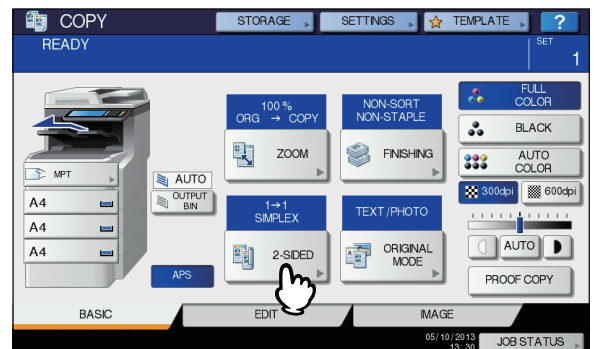 COPY
STORAGE
SETTINGS
TEMPLATE
?
READY
SET
1
100 %
ORG → COPY
ZOOM
NON-SORT
NON-STAPLE
FINISHING
FULL
COLOR
BLACK
AUTO
COLOR
300dpi
600dpi
MPT
A4
A4
A4
AUTO
OUTPUT
BIN
APS
1→1
SIMPLEX
2-SIDED
TEXT/PHOTO
ORIGINAL
MODE
AUTO
PROOF COPY
BASIC
EDIT
IMAGE
05/10/2013
13:30
JOB STATUS